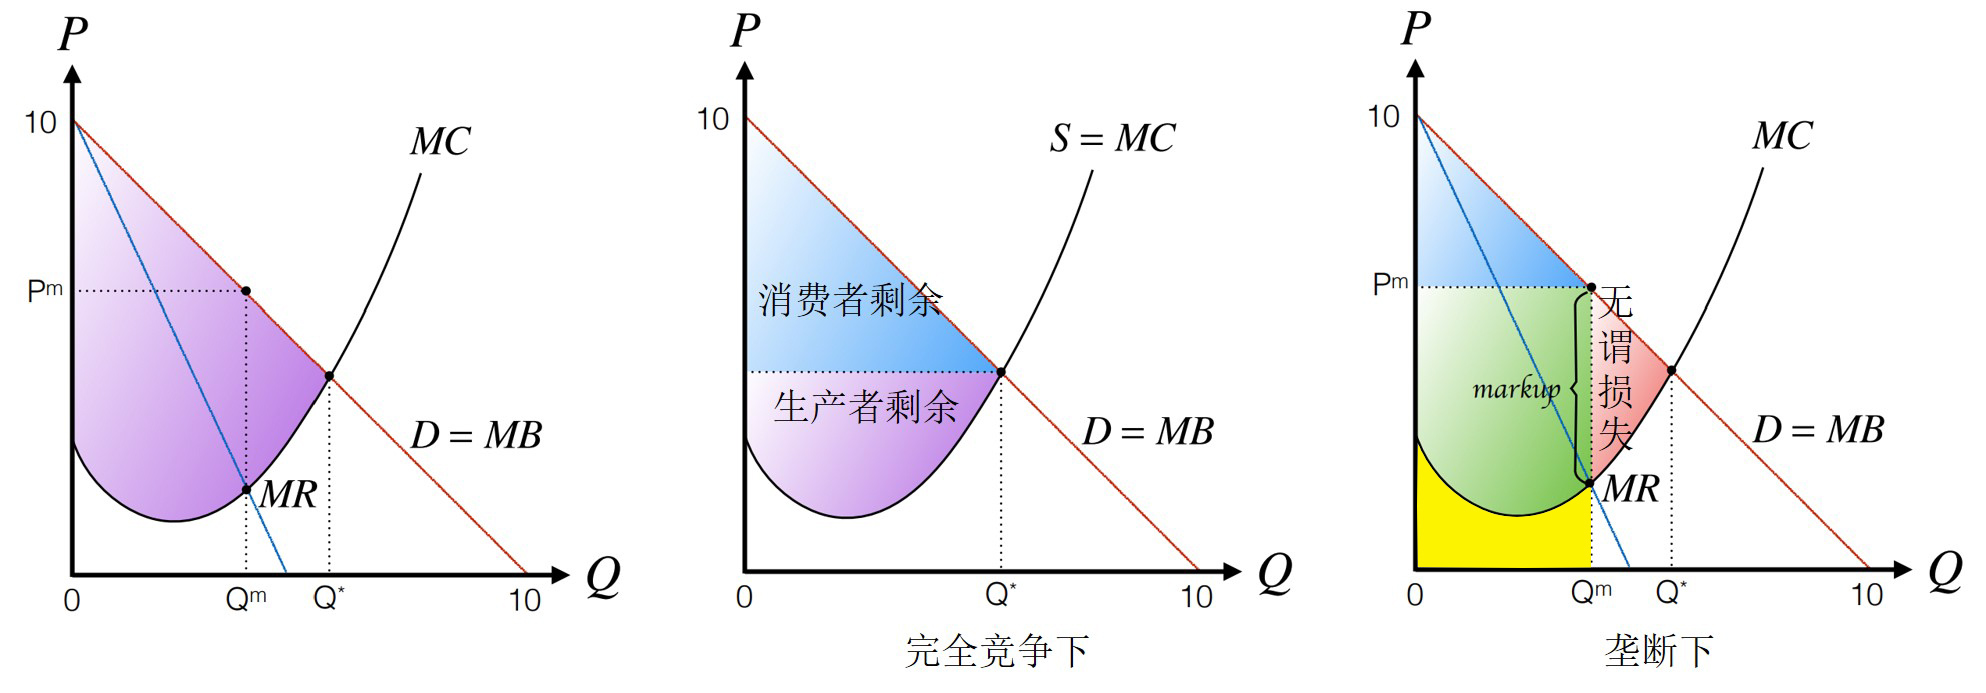 P
10
MC
Pm
D = MB
MR
0
Qm
Q*
10
Q
P
10
S = MC
消费者剩余
生产者剩余
D = MB
0
Q*
10
Q
完全竞争下
P
10
MC
Pm
无谓损失
markup
D = MB
MR
0
Qm
Q*
10
Q
垄断下